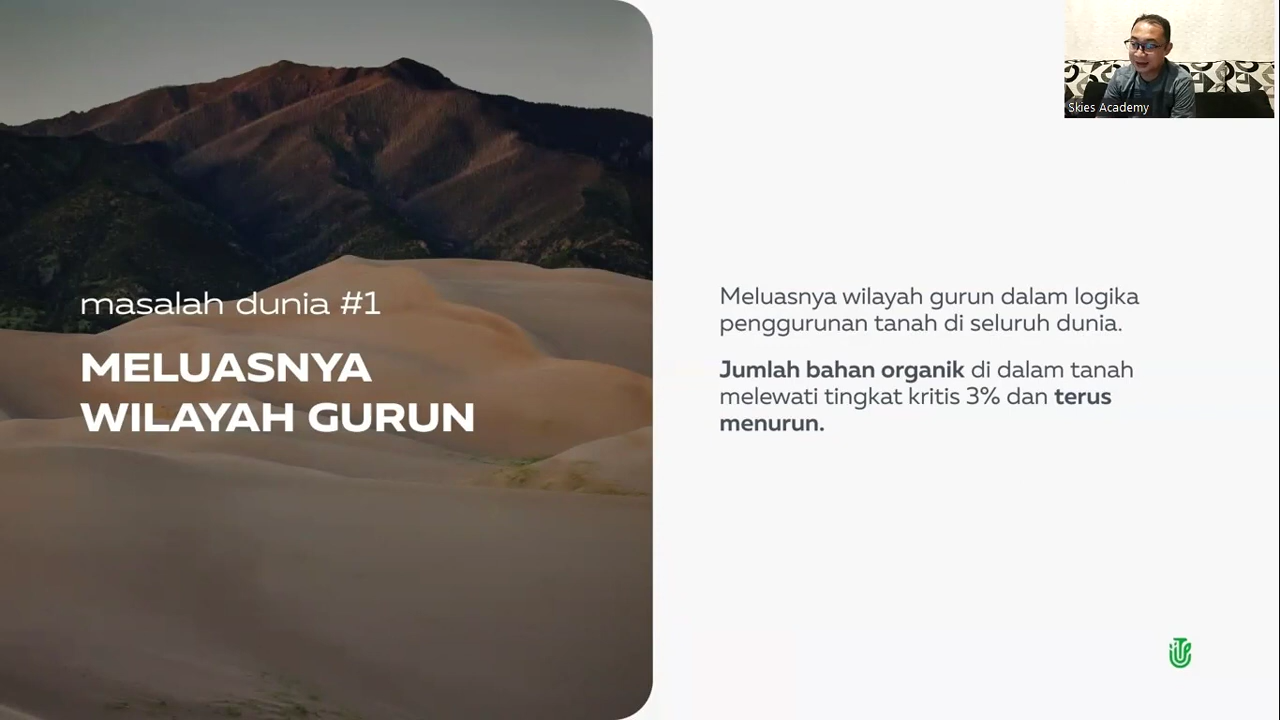 masalah dunia #1
MELUASNYA
WILAYAH GURUN
Meluasnya wilayah gurun dalam logika
penggurunan tanah di seluruh dunia.
Jumlah bahan organik di dalam tanah
melewati tingkat kritis 3% dan terus
menurun.
Skies Academy